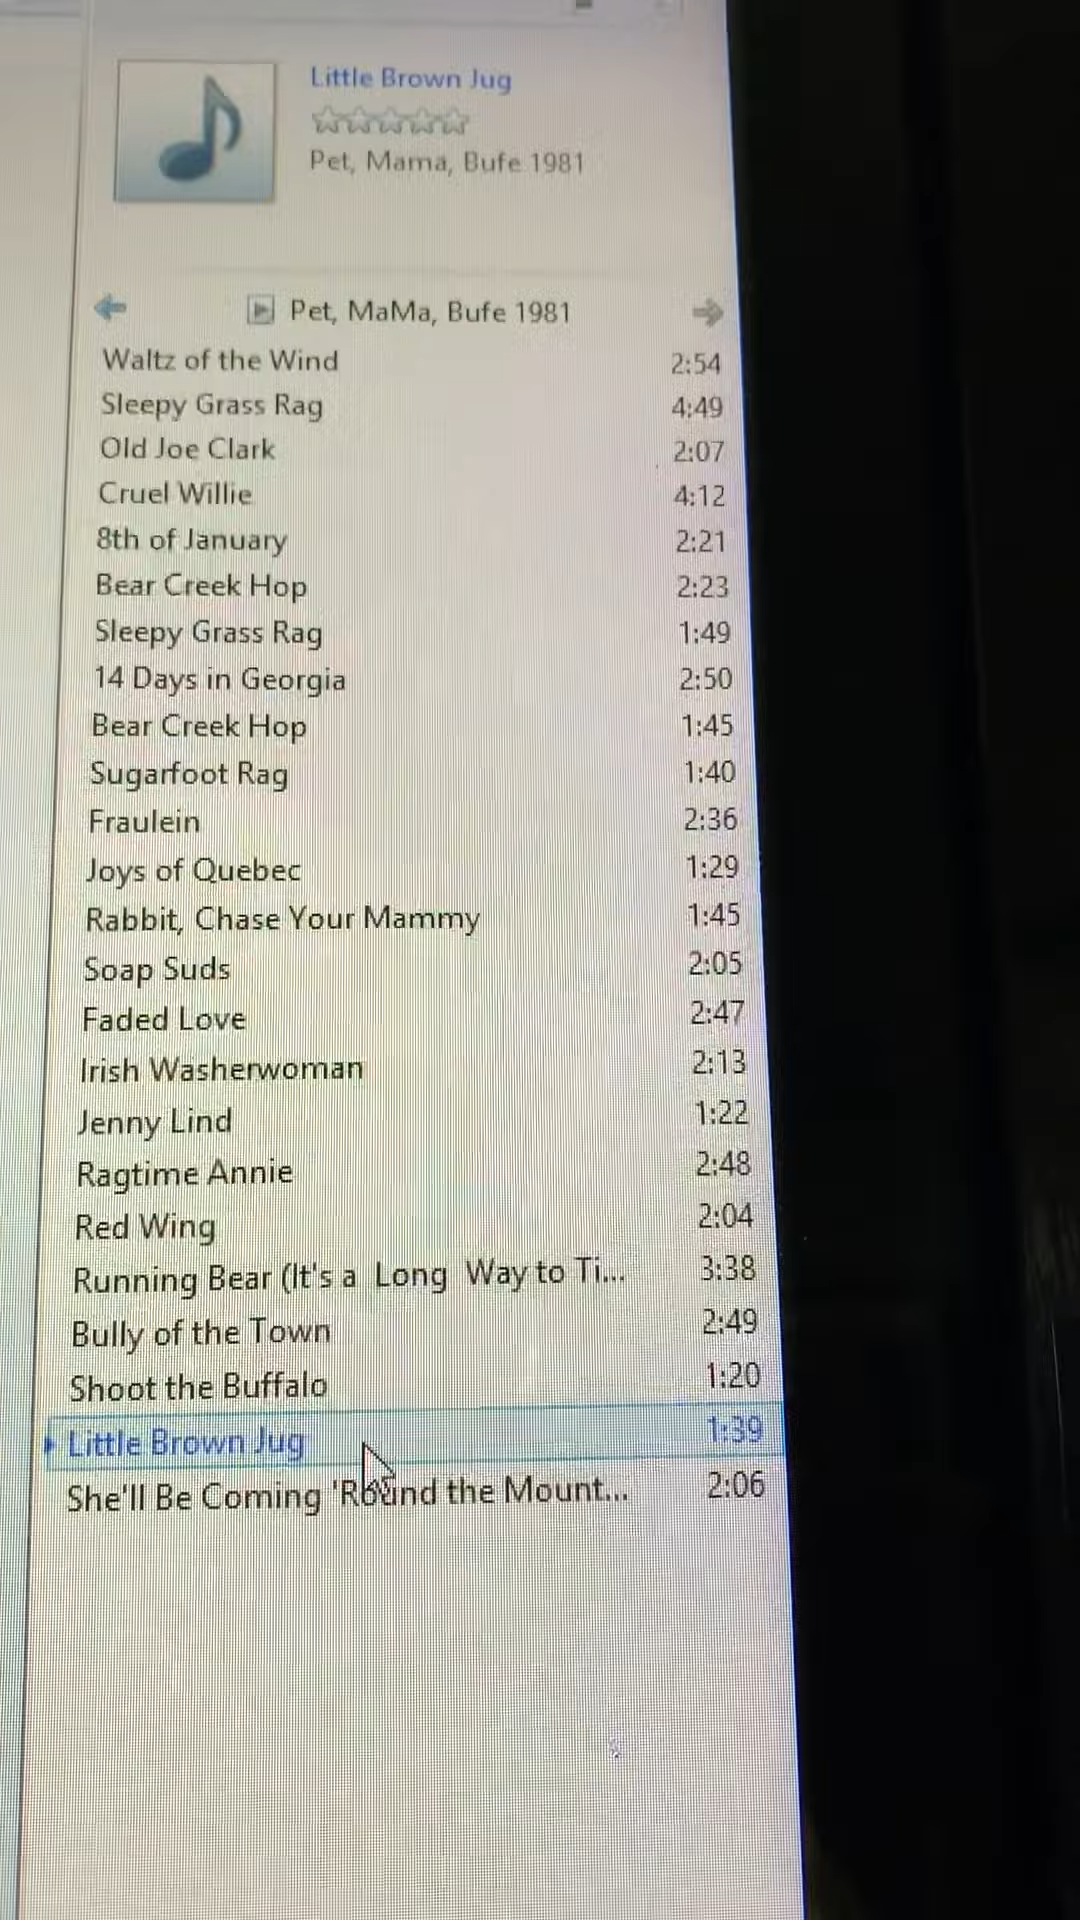 Little Brown Jug
Pet, Mama, Bufe 1981
Pet, MaMa, Bufe 1981
Waltz of the Wind 2:54
Sleepy Grass Rag 4:49
Old Joe Clark 2:07
Cruel Willie 4:12
8th of January 2:21
Bear Creek Hop 2:23
Sleepy Grass Rag 1:49
14 Days in Georgia 2:50
Bear Creek Hop 1:45
Sugarfoot Rag 1:40
Fraulein 2:36
Joys of Quebec 1:29
Rabbit, Chase Your Mammy 1:45
Soap Suds 2:05
Faded Love 2:47
Irish Washerwoman 2:13
Jenny Lind 1:22
Ragtime Annie 2:48
Red Wing 2:04
Running Bear (It's a Long Way to Ti... 3:38
Bully of the Town 2:49
Shoot the Buffalo 1:20
Little Brown Jug 1:39
She'll Be Coming 'Round the Mount... 2:06